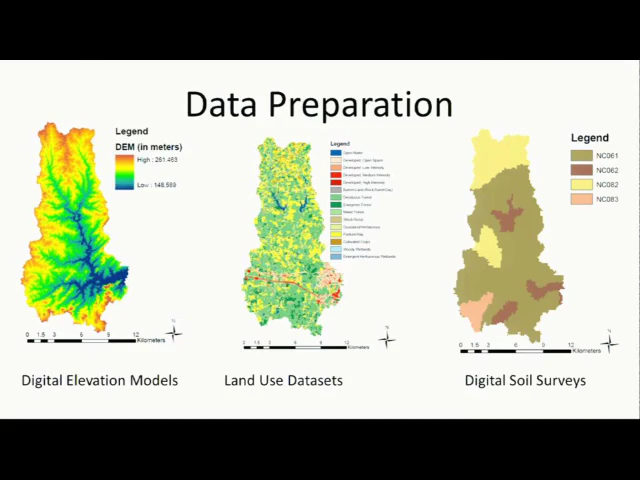 Data Preparation
Legend
DEM (in meters)
High : 261.463
Low : 148.569
0 1.5 3 6 9 12
Kilometers
N
Digital Elevation Models
Legend
Open Water
Developed, Open Space
Developed, Low Intensity
Developed, Medium Intensity
Developed, High Intensity
Deciduous Forest
Evergreen Forest
Mixed Forest
Pasture/Hay
Cultivated Crops
Woody Wetlands
Emergent Herbaceous Wetlands
0 1.5 3 6 9 12
Kilometers
Land Use Datasets
Legend
NC061
NC062
NC082
NC083
0 1.5 3 6 9 12
Kilometers
N
Digital Soil Surveys